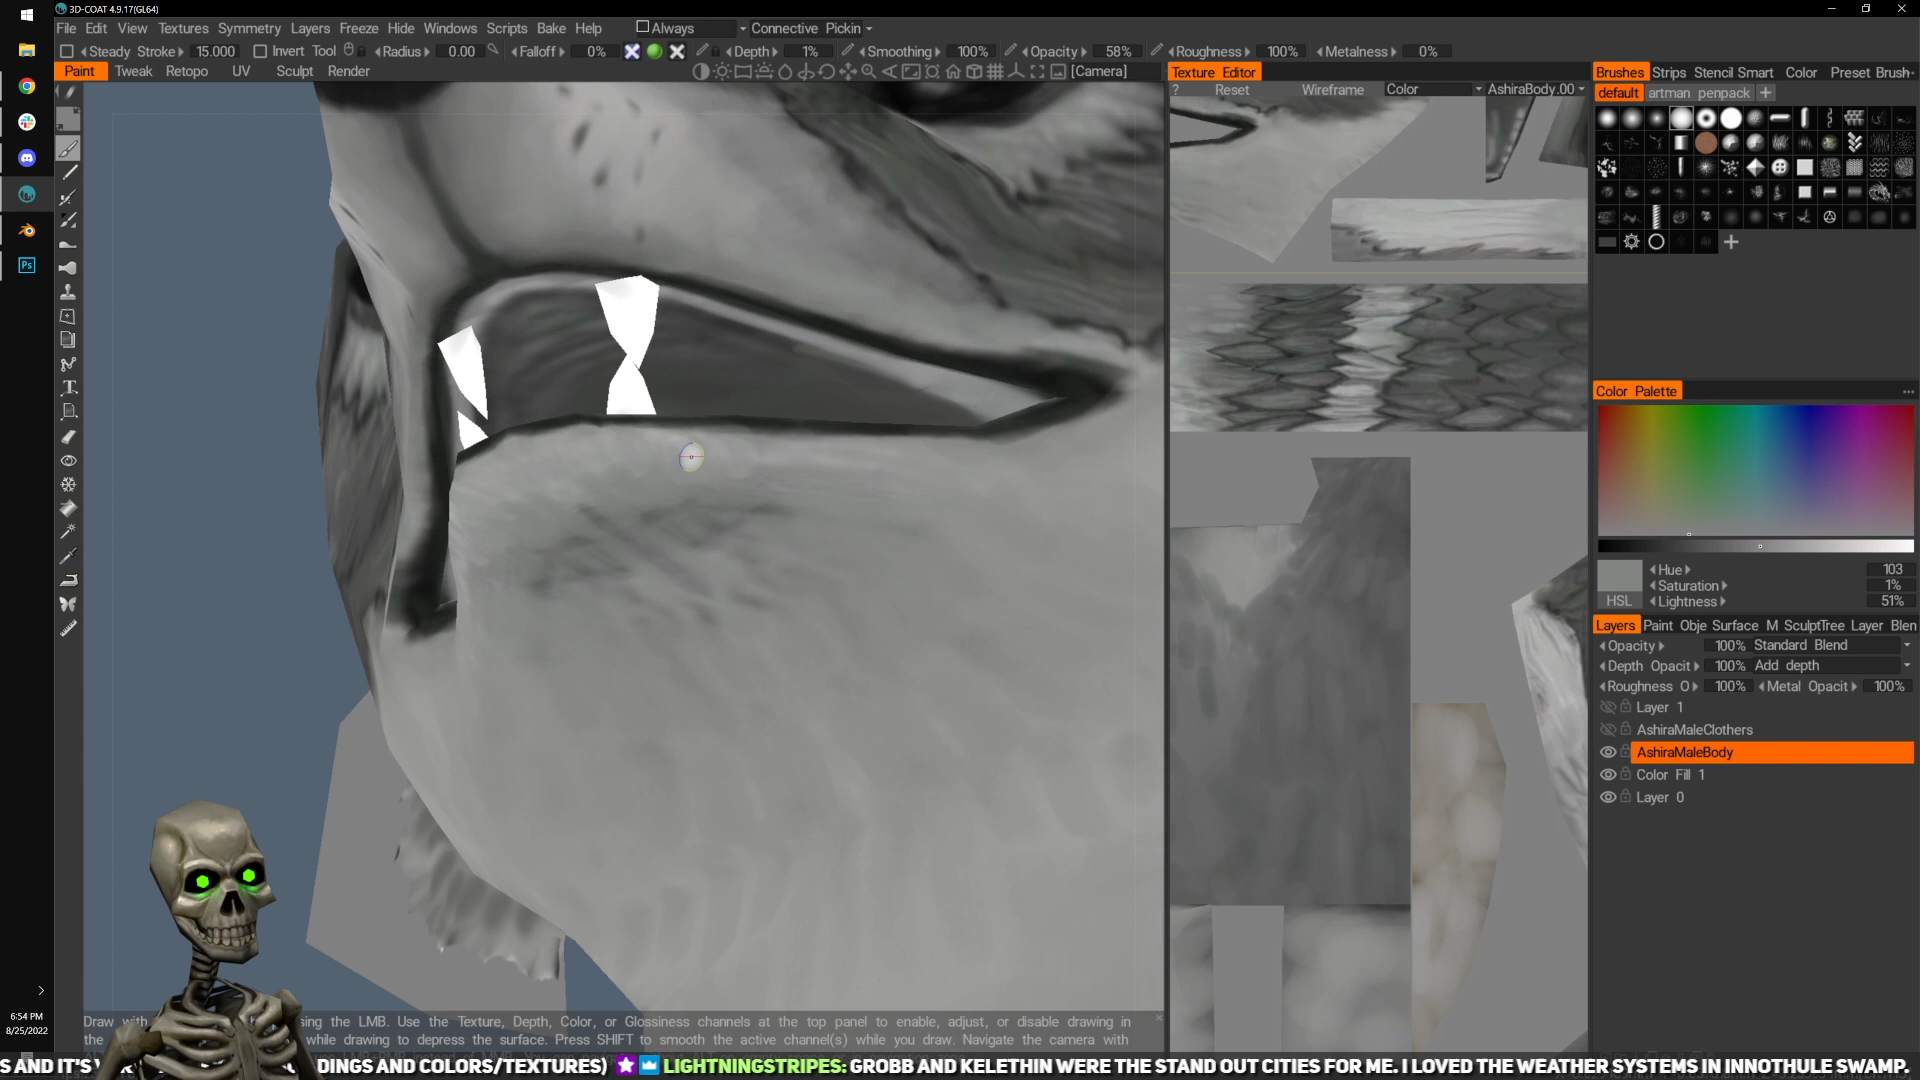 3D-COAT 4.9.17(GL64)
File Edit View Textures Symmetry Layers Freeze Hide Windows Scripts Bake Help Always Connective Pickin
Steady Stroke 15.000 Invert Tool Radius 0.00 Falloff 0% Depth 1% Smoothing 100% Opacity 58% Roughness 100% Metalness 0%
Paint Tweak Retopo UV Sculpt Render [Camera]
Texture Editor
? Reset Wireframe Color AshiraBody.00
Brushes Strips Stencil Smart Color Preset Brush
default artman penpack
Color Palette
Hue 103
Saturation 1%
HSL Lightness 51%
Layers Paint Obje Surface M SculptTree Layer Blen
Opacity 100% Standard Blend
Depth Opacit 100% Add depth
Roughness O 100% Metal Opacit 100%
Layer 1
AshiraMaleClothers
AshiraMaleBody
Color Fill 1
Layer 0
Ps
6:54 PM
8/25/2022
Draw with sing the LMB. Use the Texture, Depth, Color, or Glossiness channels at the top panel to enable, adjust, or disable drawing in
the while drawing to depress the surface. Press SHIFT to smooth the active channel(s) while you draw. Navigate the camera with
S AND IT'S DINGS AND COLORS/TEXTURES) LIGHTNINGSTRIPES: GROBB AND KELETHIN WERE THE STAND OUT CITIES FOR ME. I LOVED THE WEATHER SYSTEMS IN INNOTHULE SWAMP.